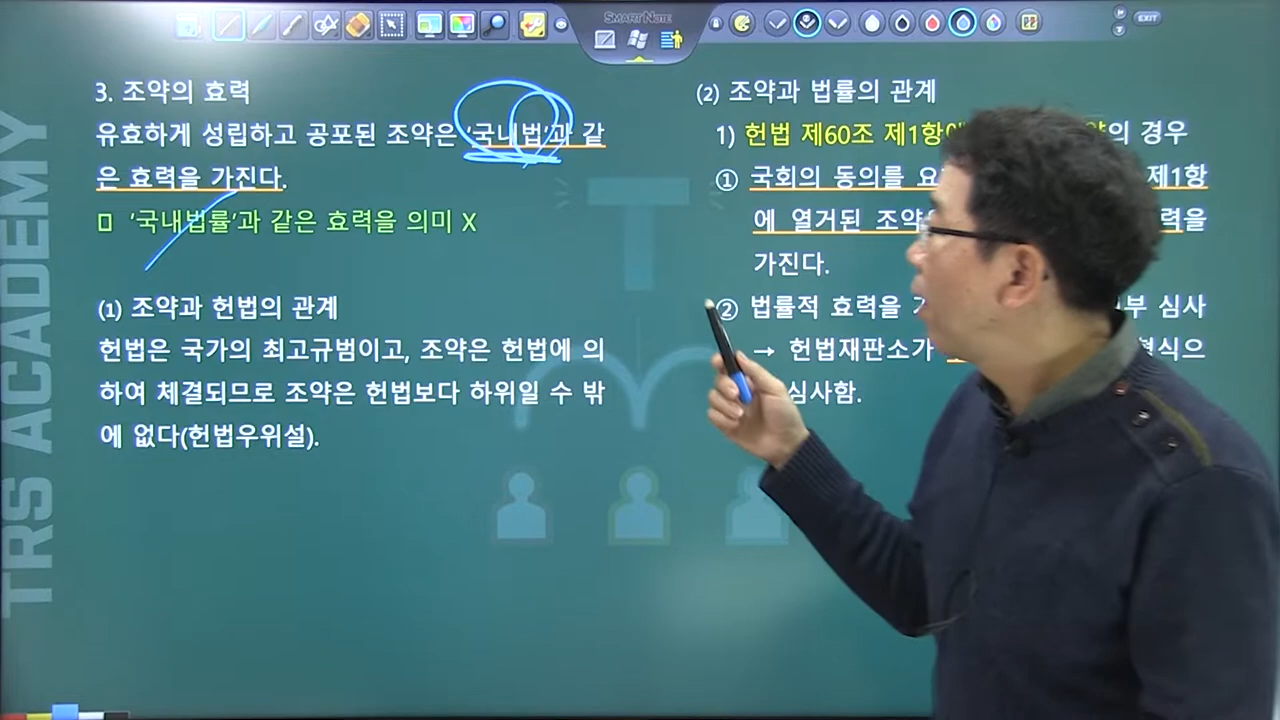 SMART NOTE
EXIT
TRS ACADEMY
3. 조약의 효력
유효하게 성립하고 공포된 조약은 '국내법'과 같
은 효력을 가진다.
'국내법률'과 같은 효력을 의미 X
(1) 조약과 헌법의 관계
헌법은 국가의 최고규범이고, 조약은 헌법에 의
하여 체결되므로 조약은 헌법보다 하위일 수 밖
에 없다(헌법우위설).
(2) 조약과 법률의 관계
1) 헌법 제60조 제1항에 의 경우
① 국회의 동의를 제1항
에 열거된 조약
가진다.
② 법률적 효력을 심사
→ 헌법재판소가
심사함.